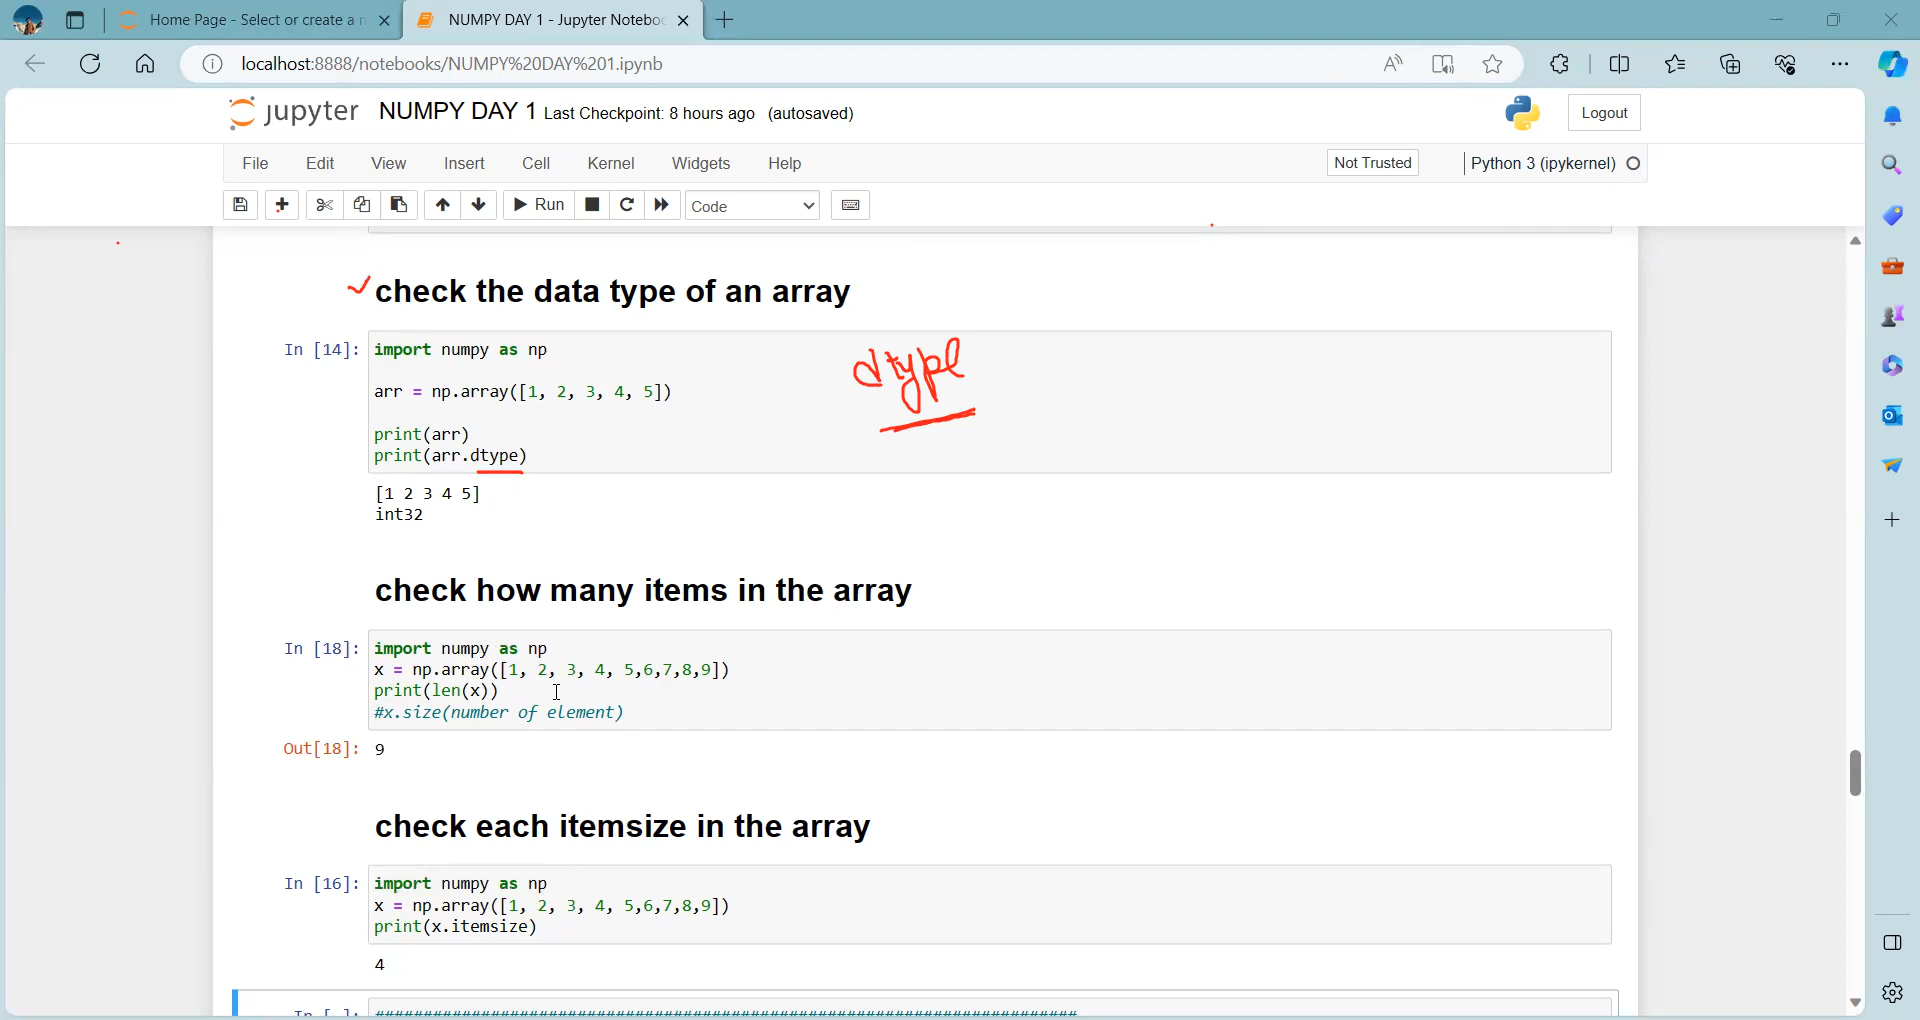 Home Page - Select or create a n
NUMPY DAY 1 - Jupyter Noteboo
localhost:8888/notebooks/NUMPY%20DAY%201.ipynb
jupyter NUMPY DAY 1 Last Checkpoint: 8 hours ago (autosaved)
Logout
File Edit View Insert Cell Kernel Widgets Help
Not Trusted
Python 3 (ipykernel)
Run
Code
check the data type of an array
In [14]: import numpy as np
dtype
arr = np.array([1, 2, 3, 4, 5])
print(arr)
print(arr.dtype)
[1 2 3 4 5]
int32
check how many items in the array
In [18]: import numpy as np
x = np.array([1, 2, 3, 4, 5,6,7,8,9])
print(len(x))
#x.size(number of element)
Out[18]: 9
check each itemsize in the array
In [16]: import numpy as np
x = np.array([1, 2, 3, 4, 5,6,7,8,9])
print(x.itemsize)
4
In [ ]: